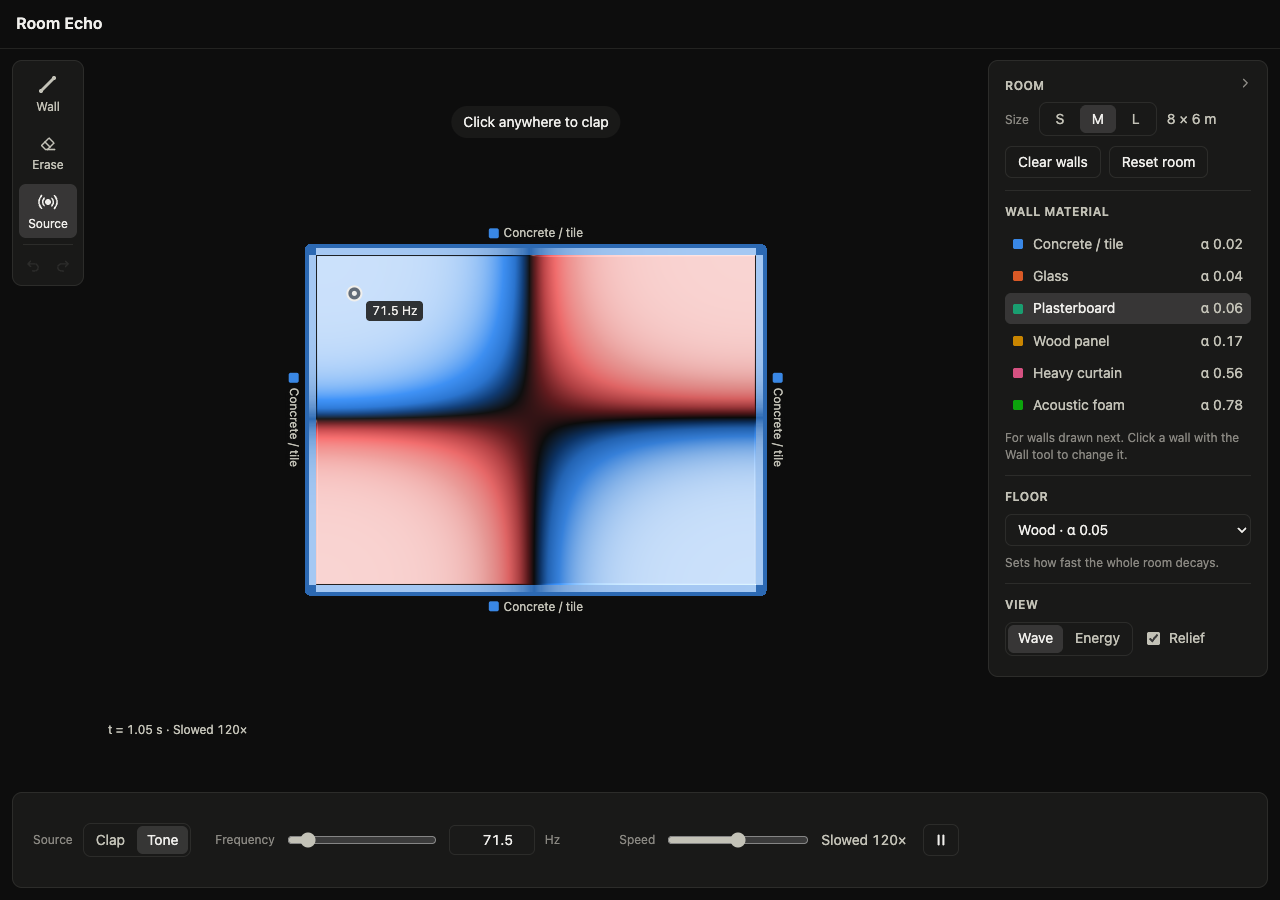 Room Echo
Wall
Erase
Source
Click anywhere to clap
Concrete / tile
Concrete / tile
71.5 Hz
Concrete / tile
Concrete / tile
t = 1.05 s · Slowed 120×
ROOM
Size S M L 8 × 6 m
Clear walls Reset room
WALL MATERIAL
Concrete / tile α 0.02
Glass α 0.04
Plasterboard α 0.06
Wood panel α 0.17
Heavy curtain α 0.56
Acoustic foam α 0.78
For walls drawn next. Click a wall with the
Wall tool to change it.
FLOOR
Wood · α 0.05
Sets how fast the whole room decays.
VIEW
Wave Energy Relief
Source Clap Tone Frequency 71.5 Hz Speed Slowed 120×